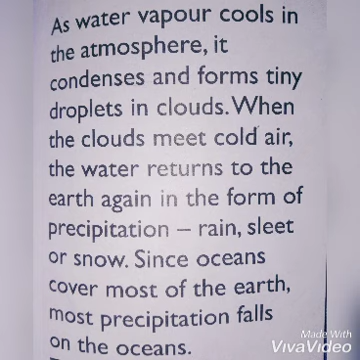 As water vapour cools in
the atmosphere, it
condenses and forms tiny
droplets in clouds. When
the clouds meet cold air,
the water returns to the
earth again in the form of
precipitation – rain, sleet
or snow. Since oceans
cover most of the earth,
most precipitation falls
on the oceans.
Made With
VivaVideo